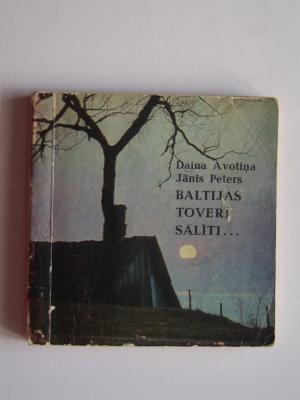 Daina Avotiņa
Jānis Peters
BALTIJAS
TOVERĪ
SALĪTI...